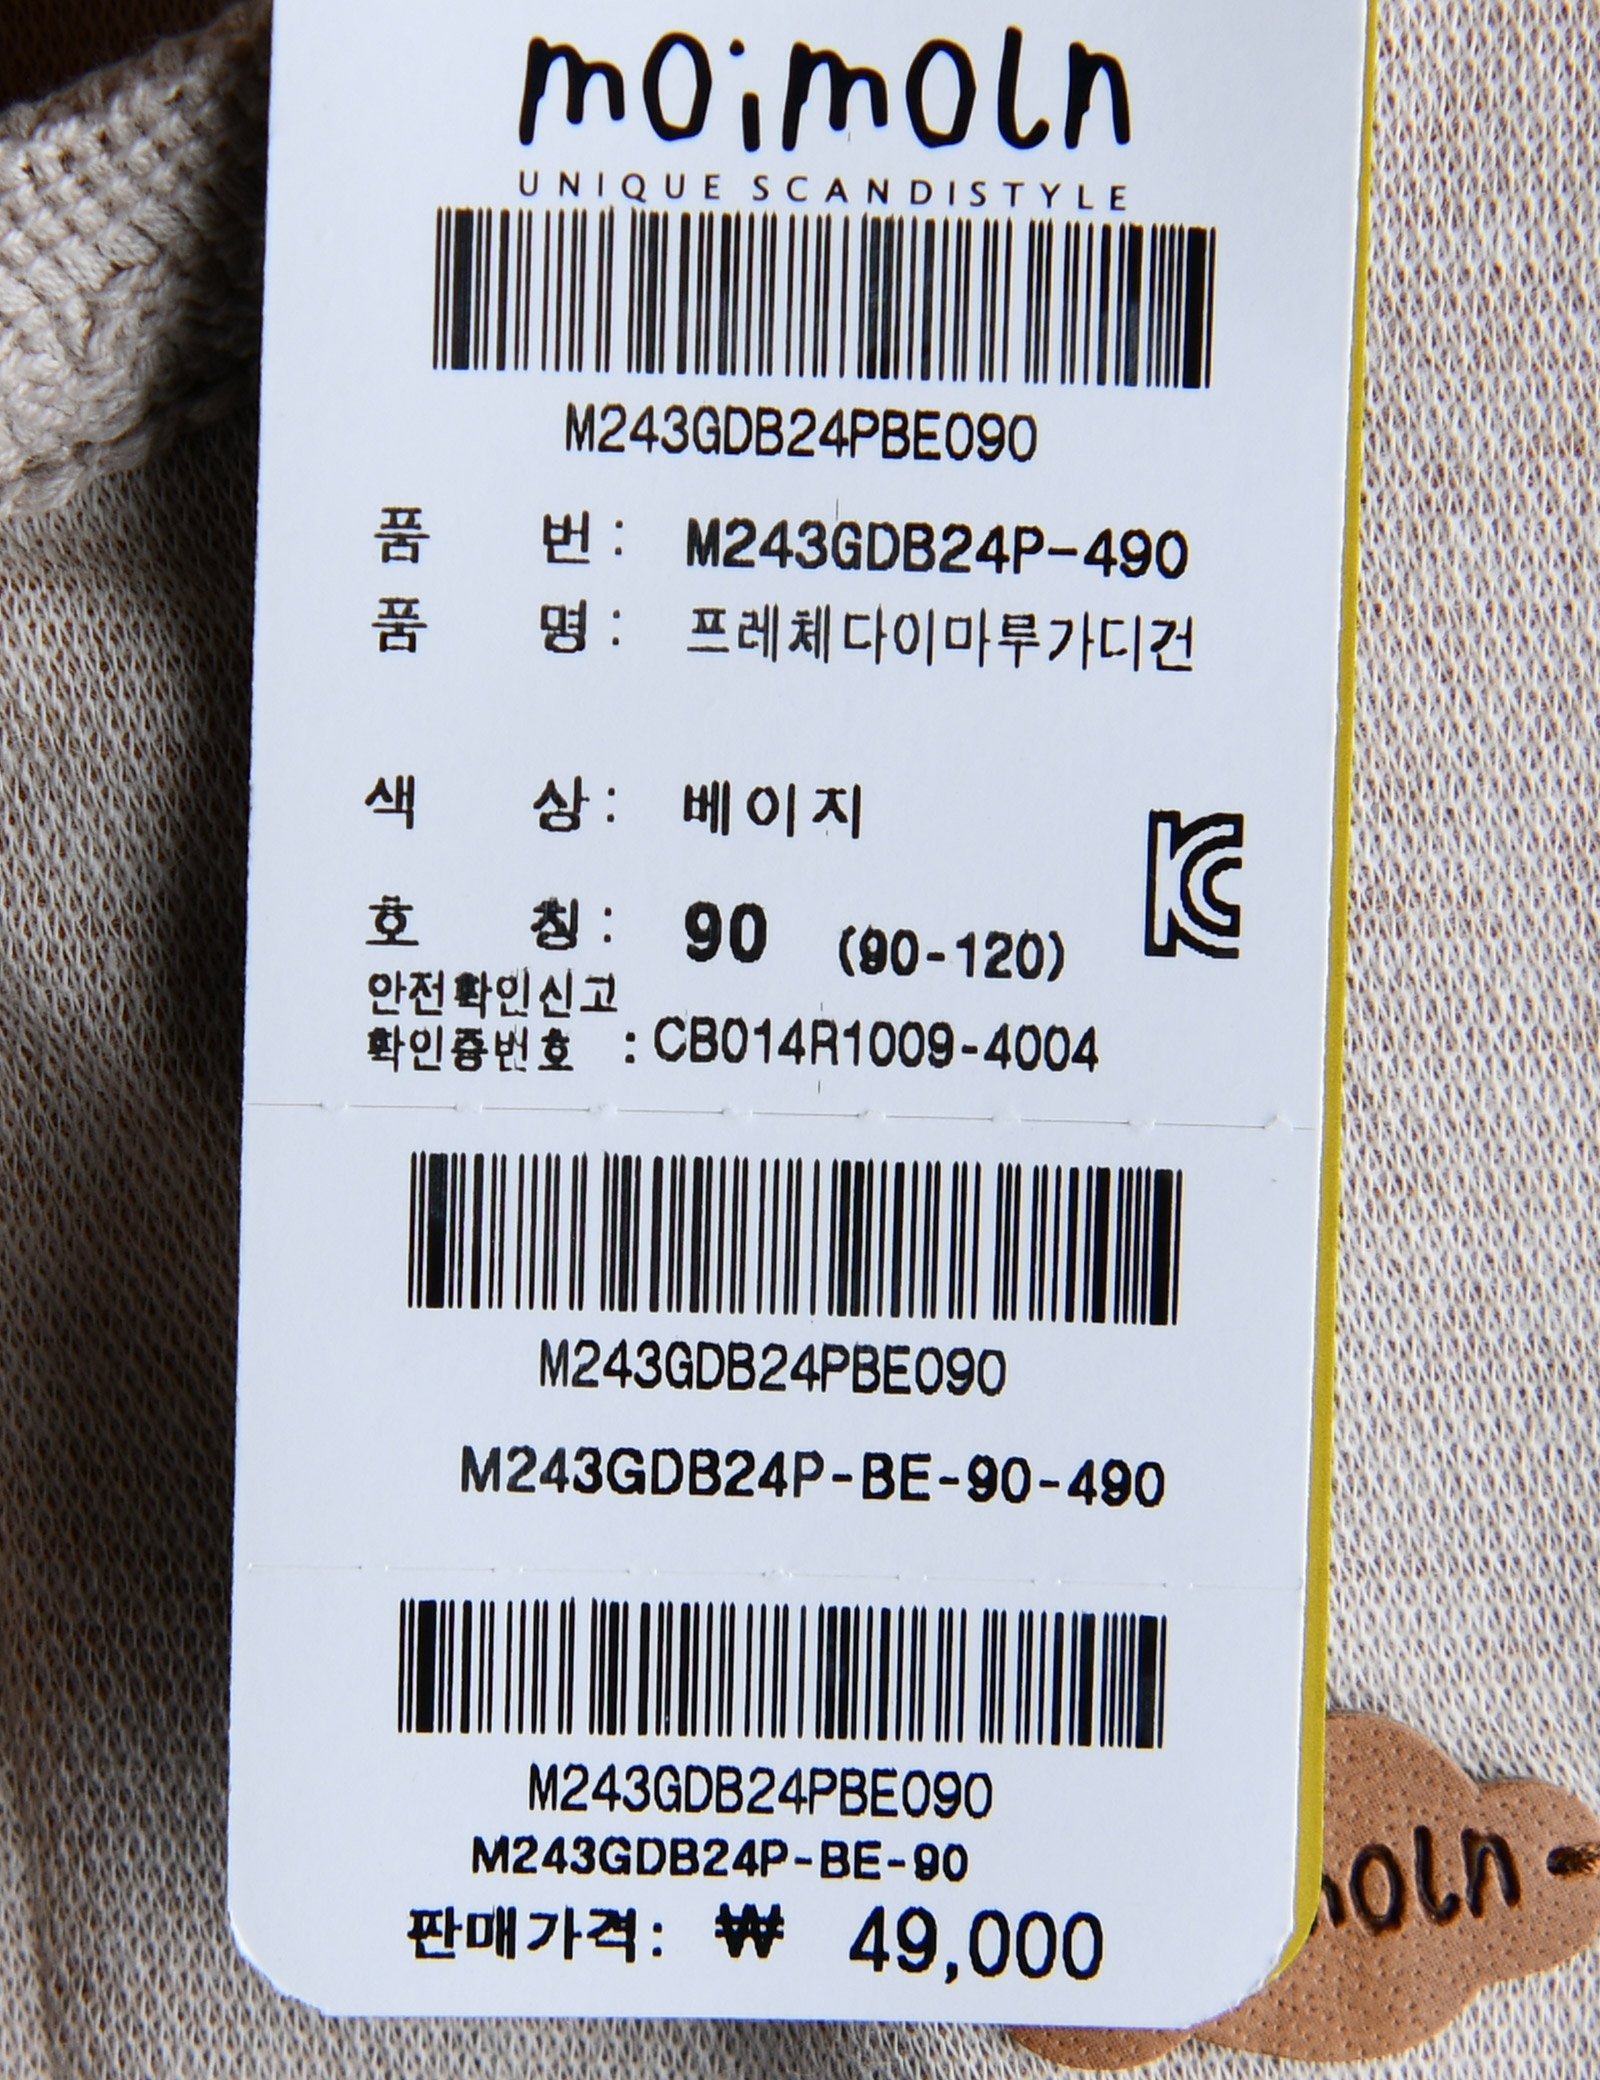 moimoln
UNIQUE SCANDISTYLE
M243GDB24PBE090
품 번 : M243GDB24P-490
품 명 : 프레체다이마루가디건
색 상 : 베이지
호 칭 : 90 (90-120)
안전확인신고
확인증번호 : CB014R1009-4004
M243GDB24PBE090
M243GDB24P-BE-90-490
M243GDB24PBE090
M243GDB24P-BE-90
판매가격: ₩ 49,000
moln